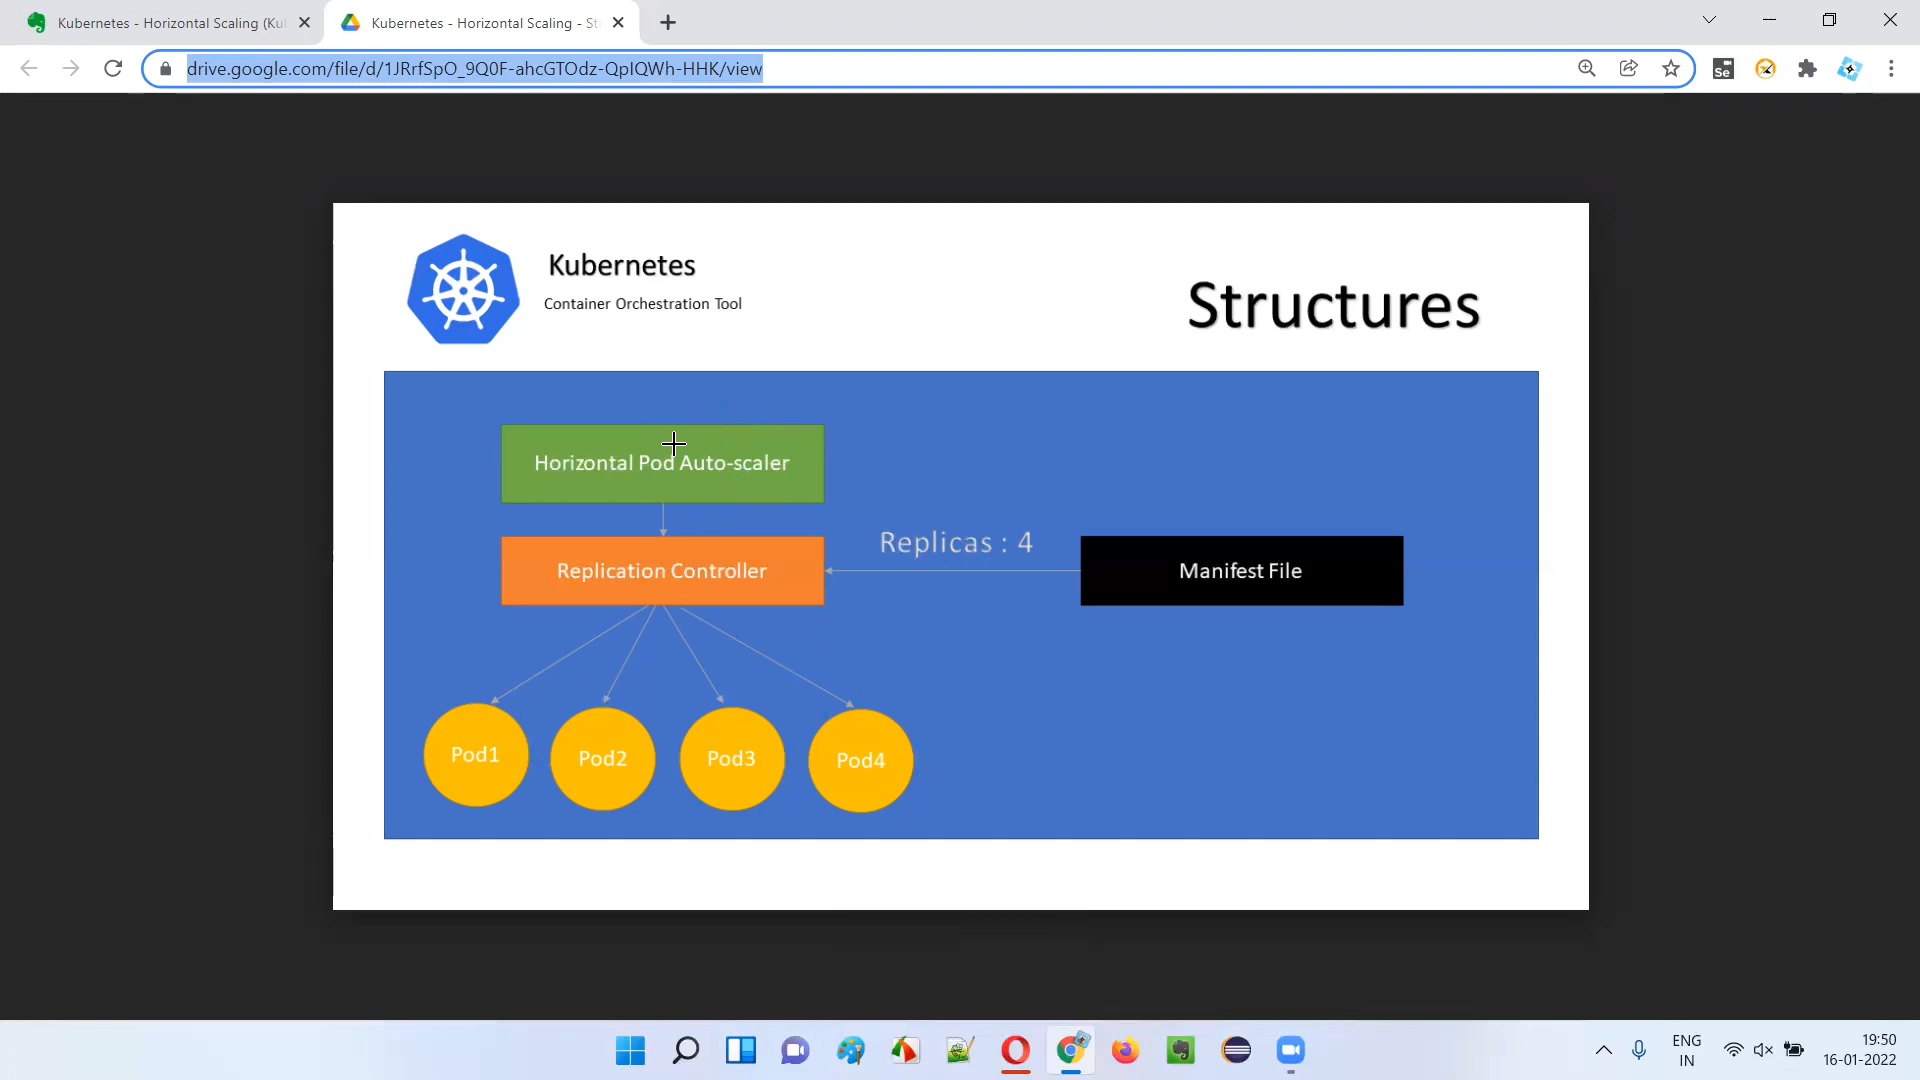 Kubernetes - Horizontal Scaling (Ku
Kubernetes - Horizontal Scaling - St
drive.google.com/file/d/1JRrfSpO_9Q0F-ahcGTOdz-QpIQWh-HHK/view
Se
Kubernetes
Container Orchestration Tool
Structures
Horizontal Pod Auto-scaler
Replicas : 4
Replication Controller
Manifest File
Pod1
Pod2
Pod3
Pod4
ENG
IN
19:50
16-01-2022